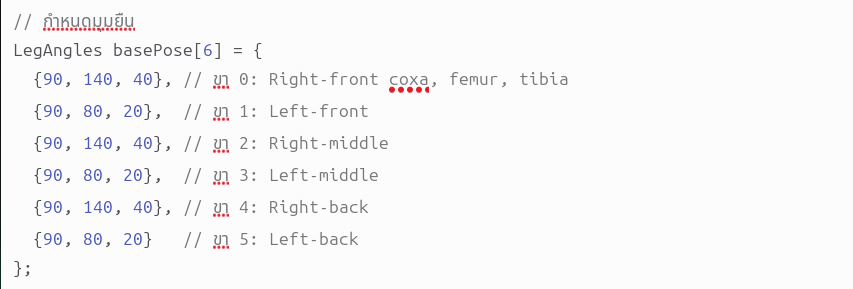 // กำหนดมุมยืน
LegAngles basePose[6] = {
  {90, 140, 40}, // ขา 0: Right-front coxa, femur, tibia
  {90, 80, 20},  // ขา 1: Left-front
  {90, 140, 40}, // ขา 2: Right-middle
  {90, 80, 20},  // ขา 3: Left-middle
  {90, 140, 40}, // ขา 4: Right-back
  {90, 80, 20}   // ขา 5: Left-back
};